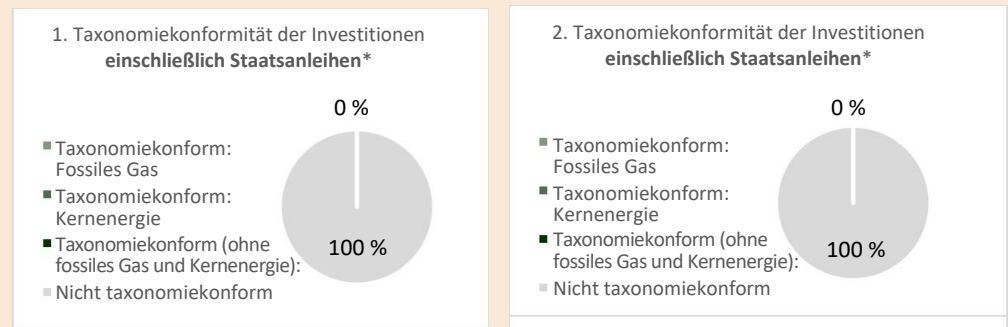 1. Taxonomiekonformität der Investitionen
einschließlich Staatsanleihen*
0 %
Taxonomiekonform:
Fossiles Gas
Taxonomiekonform:
Kernenergie
Taxonomiekonform (ohne
fossiles Gas und Kernenergie):
Nicht taxonomiekonform
100 %
2. Taxonomiekonformität der Investitionen
einschließlich Staatsanleihen*
0 %
Taxonomiekonform:
Fossiles Gas
Taxonomiekonform:
Kernenergie
Taxonomiekonform (ohne
fossiles Gas und Kernenergie):
Nicht taxonomiekonform
100 %